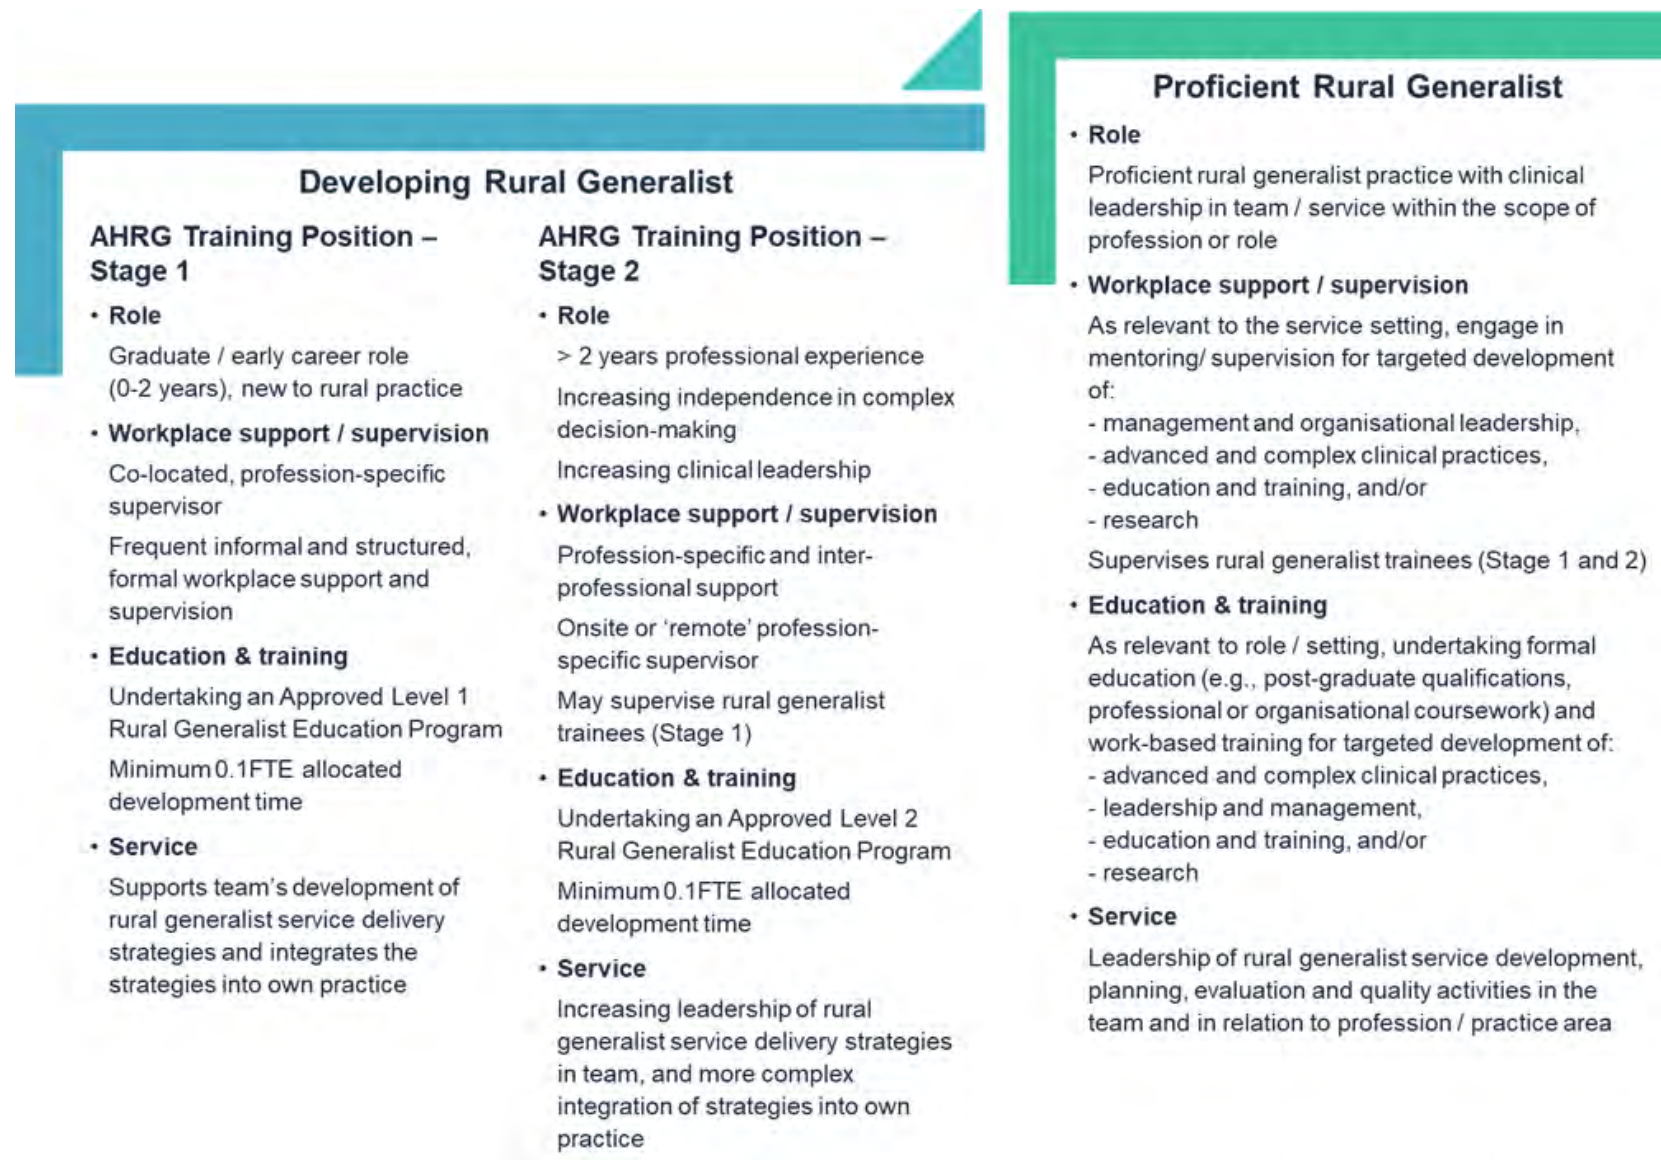 Developing Rural Generalist
AHRG Training Position –
Stage 1
• Role
Graduate / early career role
(0-2 years), new to rural practice
• Workplace support / supervision
Co-located, profession-specific
supervisor
Frequent informal and structured,
formal workplace support and
supervision
• Education & training
Undertaking an Approved Level 1
Rural Generalist Education Program
Minimum 0.1FTE allocated
development time
• Service
Supports team's development of
rural generalist service delivery
strategies and integrates the
strategies into own practice
AHRG Training Position –
Stage 2
• Role
> 2 years professional experience
Increasing independence in complex
decision-making
Increasing clinical leadership
• Workplace support / supervision
Profession-specific and inter-
professional support
Onsite or 'remote' profession-
specific supervisor
May supervise rural generalist
trainees (Stage 1)
• Education & training
Undertaking an Approved Level 2
Rural Generalist Education Program
Minimum 0.1FTE allocated
development time
• Service
Increasing leadership of rural
generalist service delivery strategies
in team, and more complex
integration of strategies into own
practice
Proficient Rural Generalist
• Role
Proficient rural generalist practice with clinical
leadership in team / service within the scope of
profession or role
• Workplace support / supervision
As relevant to the service setting, engage in
mentoring/ supervision for targeted development
of:
- management and organisational leadership,
- advanced and complex clinical practices,
- education and training, and/or
- research
Supervises rural generalist trainees (Stage 1 and 2)
• Education & training
As relevant to role / setting, undertaking formal
education (e.g., post-graduate qualifications,
professional or organisational coursework) and
work-based training for targeted development of:
- advanced and complex clinical practices,
- leadership and management,
- education and training, and/or
- research
• Service
Leadership of rural generalist service development,
planning, evaluation and quality activities in the
team and in relation to profession / practice area